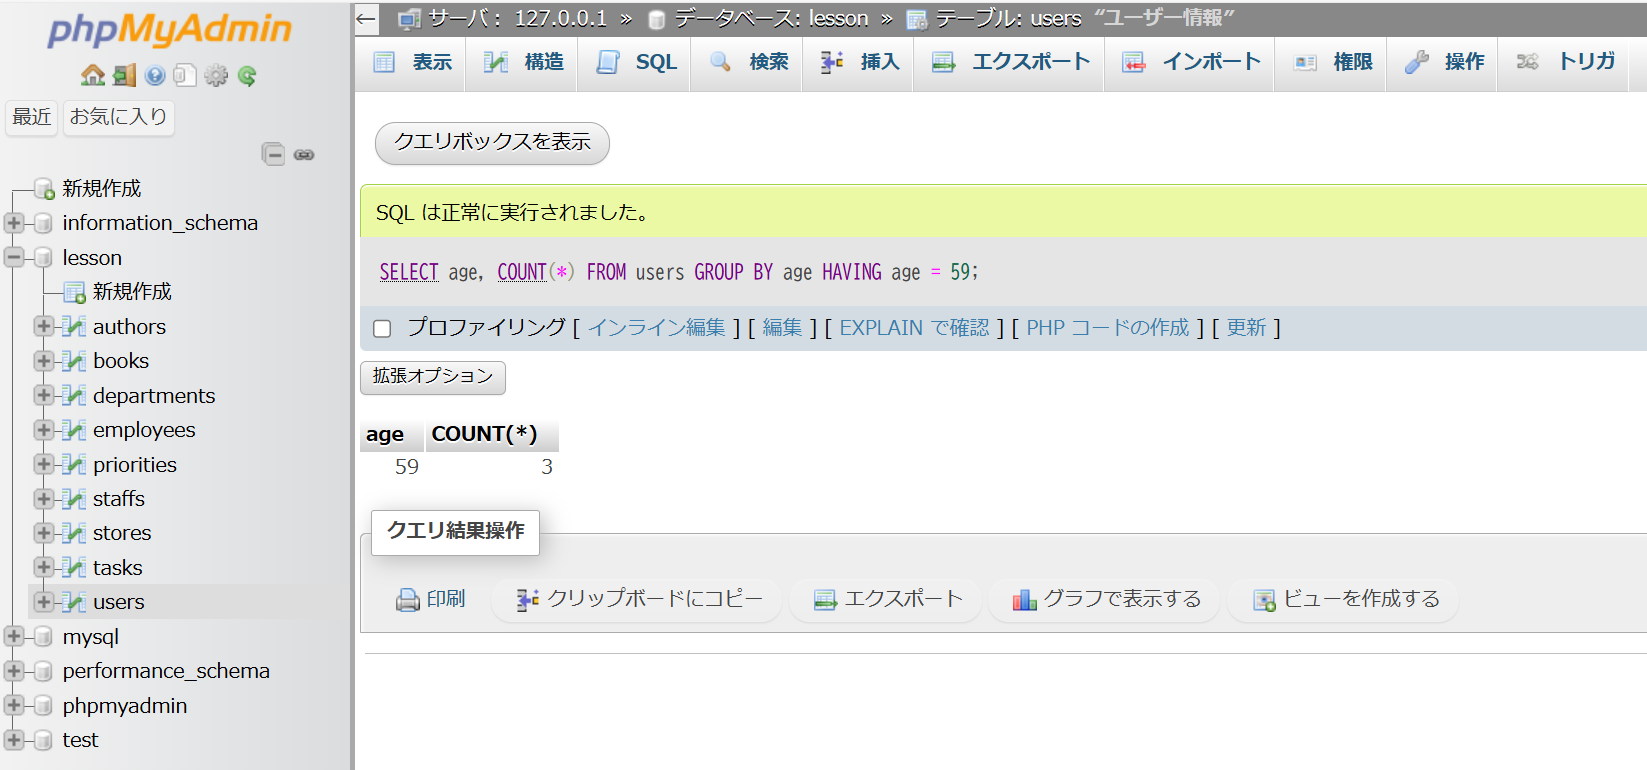 phpMyAdmin
最近 お気に入り
新規作成
information_schema
lesson
新規作成
authors
books
departments
employees
priorities
staffs
stores
tasks
users
mysql
performance_schema
phpmyadmin
test
サーバ: 127.0.0.1 » データベース: lesson » テーブル: users “ユーザー情報”
表示 構造 SQL 検索 挿入 エクスポート インポート 権限 操作 トリガ
クエリボックスを表示
SQL は正常に実行されました。
SELECT age, COUNT(*) FROM users GROUP BY age HAVING age = 59;
プロファイリング [ インライン編集 ] [ 編集 ] [ EXPLAIN で確認 ] [ PHP コードの作成 ] [ 更新 ]
拡張オプション
age COUNT(*)
59 3
クエリ結果操作
印刷 クリップボードにコピー エクスポート グラフで表示する ビューを作成する